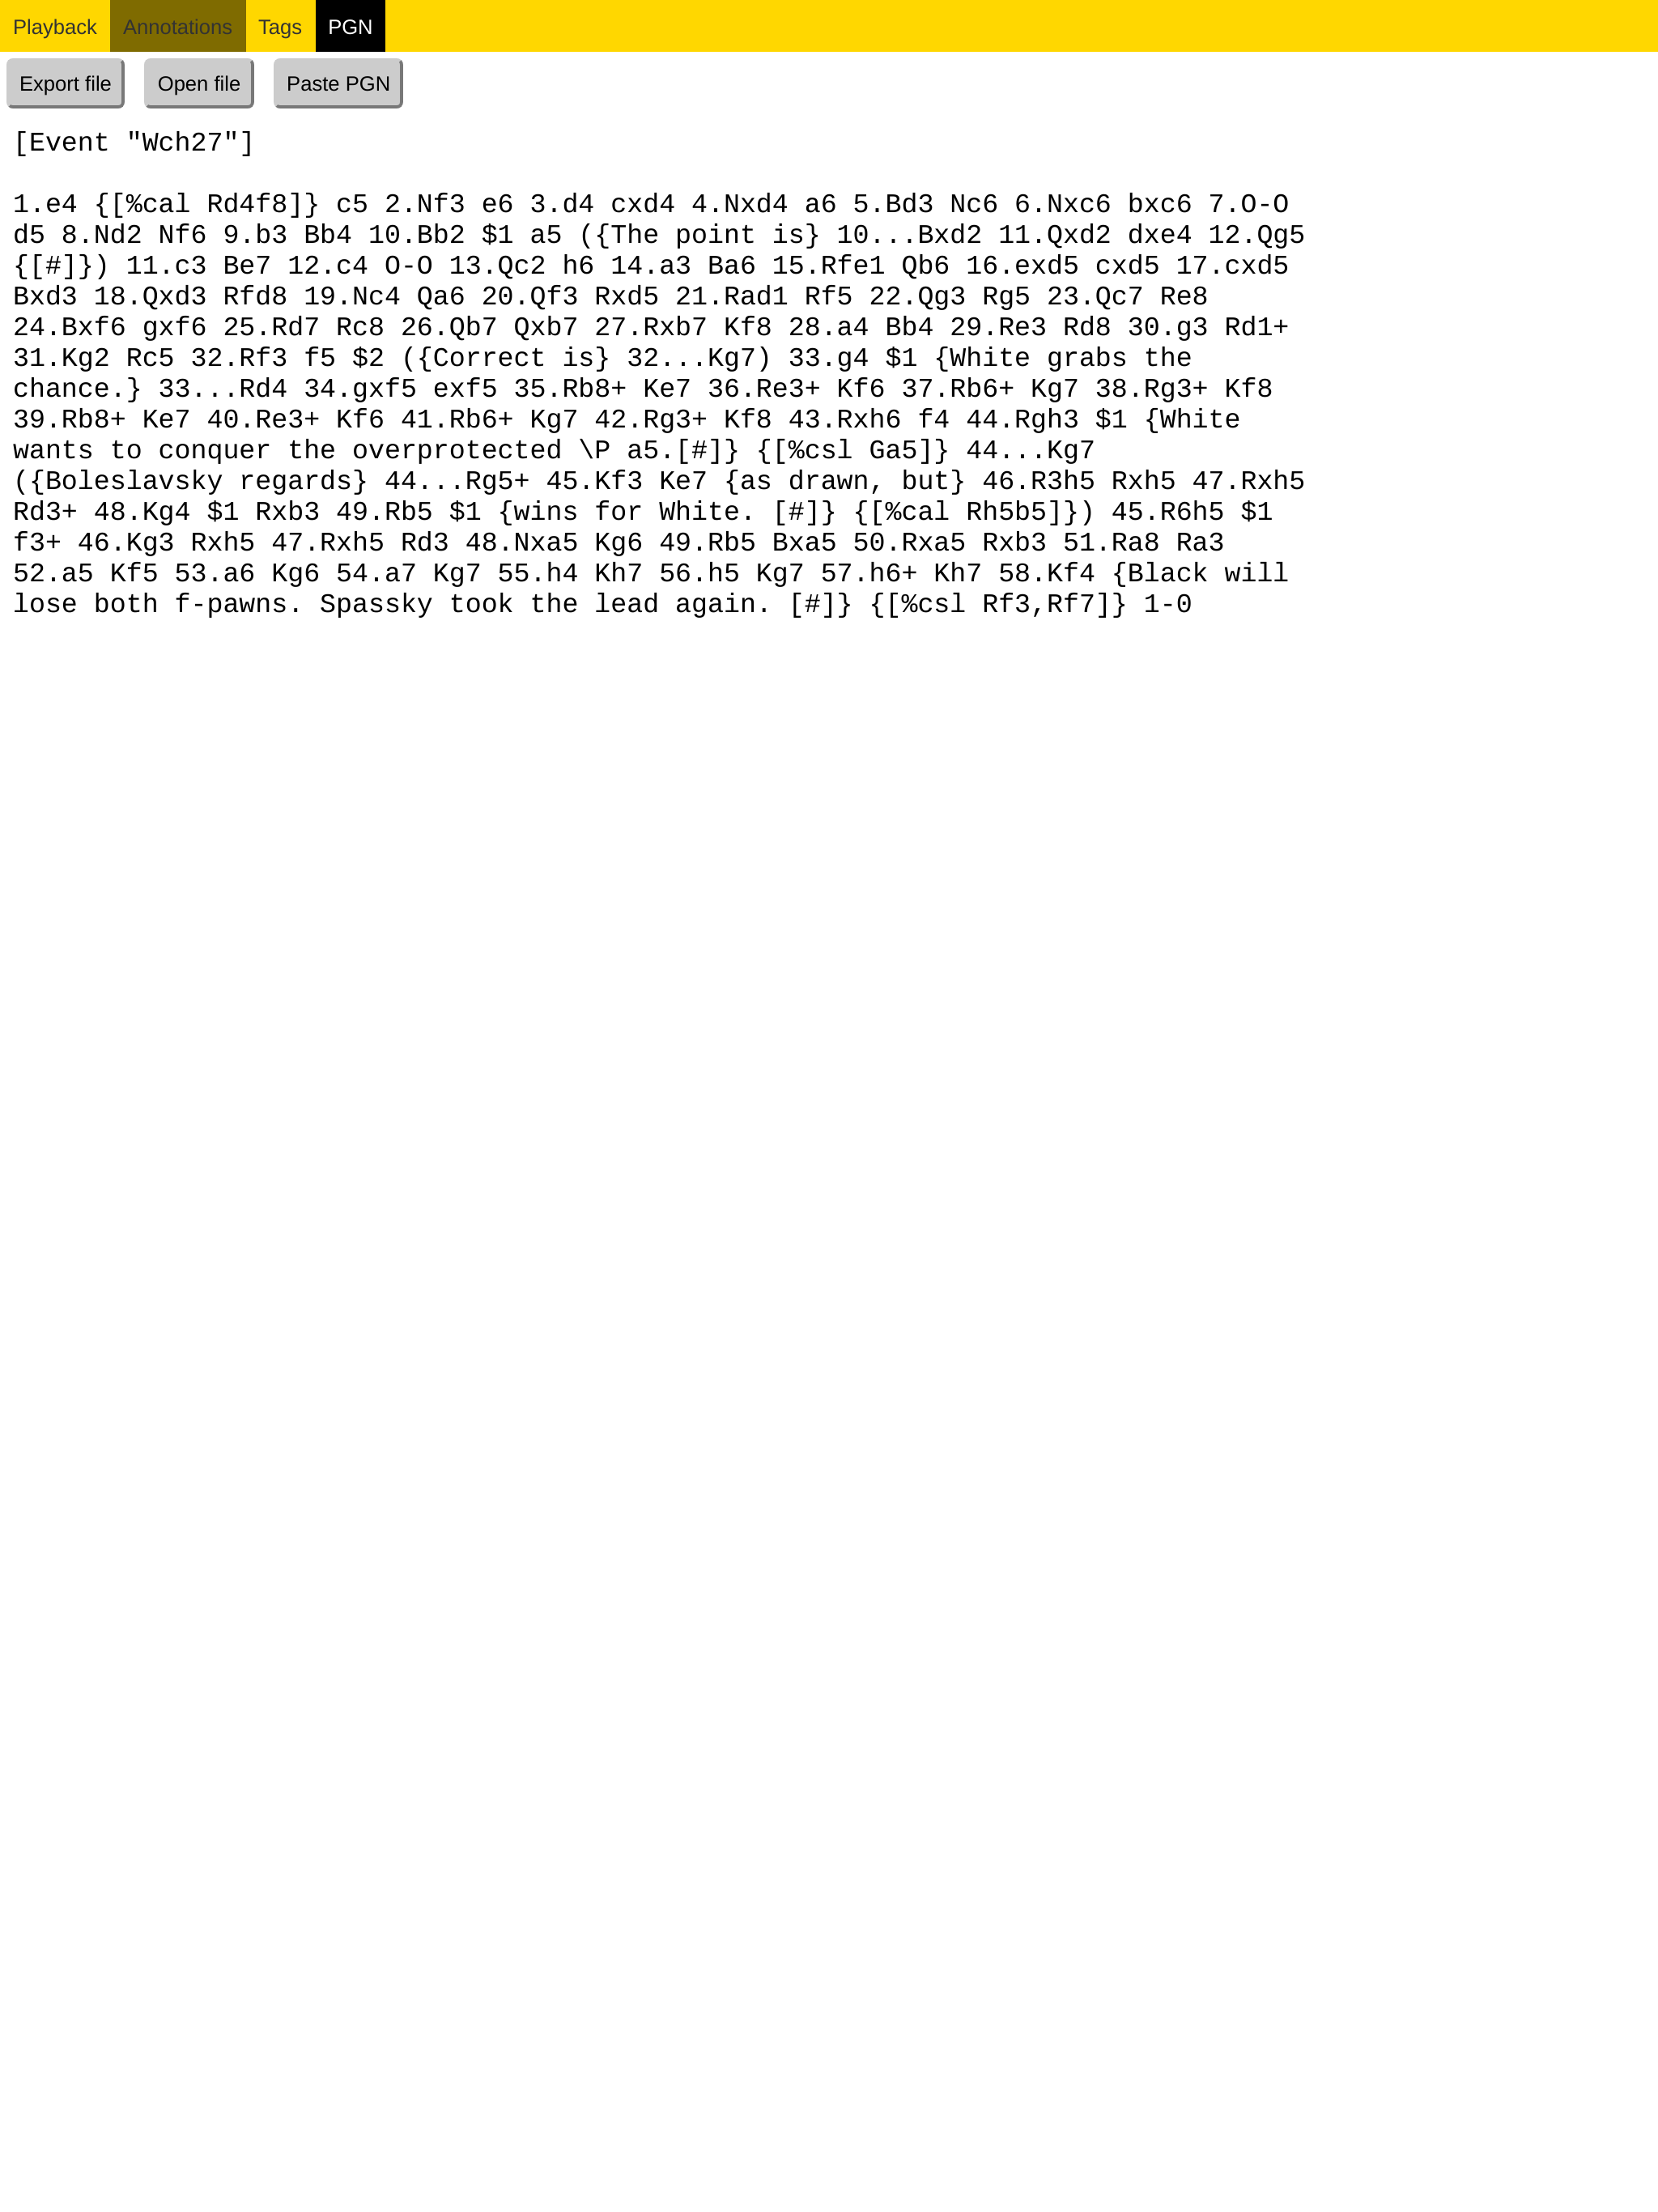 Playback Annotations Tags PGN
Export file Open file Paste PGN
[Event "Wch27"]
1.e4 {[%cal Rd4f8]} c5 2.Nf3 e6 3.d4 cxd4 4.Nxd4 a6 5.Bd3 Nc6 6.Nxc6 bxc6 7.O-O
d5 8.Nd2 Nf6 9.b3 Bb4 10.Bb2 $1 a5 ({The point is} 10...Bxd2 11.Qxd2 dxe4 12.Qg5
{[#]}) 11.c3 Be7 12.c4 O-O 13.Qc2 h6 14.a3 Ba6 15.Rfe1 Qb6 16.exd5 cxd5 17.cxd5
Bxd3 18.Qxd3 Rfd8 19.Nc4 Qa6 20.Qf3 Rxd5 21.Rad1 Rf5 22.Qg3 Rg5 23.Qc7 Re8
24.Bxf6 gxf6 25.Rd7 Rc8 26.Qb7 Qxb7 27.Rxb7 Kf8 28.a4 Bb4 29.Re3 Rd8 30.g3 Rd1+
31.Kg2 Rc5 32.Rf3 f5 $2 ({Correct is} 32...Kg7) 33.g4 $1 {White grabs the
chance.} 33...Rd4 34.gxf5 exf5 35.Rb8+ Ke7 36.Re3+ Kf6 37.Rb6+ Kg7 38.Rg3+ Kf8
39.Rb8+ Ke7 40.Re3+ Kf6 41.Rb6+ Kg7 42.Rg3+ Kf8 43.Rxh6 f4 44.Rgh3 $1 {White
wants to conquer the overprotected \P a5.[#]} {[%csl Ga5]} 44...Kg7
({Boleslavsky regards} 44...Rg5+ 45.Kf3 Ke7 {as drawn, but} 46.R3h5 Rxh5 47.Rxh5
Rd3+ 48.Kg4 $1 Rxb3 49.Rb5 $1 {wins for White. [#]} {[%cal Rh5b5]}) 45.R6h5 $1
f3+ 46.Kg3 Rxh5 47.Rxh5 Rd3 48.Nxa5 Kg6 49.Rb5 Bxa5 50.Rxa5 Rxb3 51.Ra8 Ra3
52.a5 Kf5 53.a6 Kg6 54.a7 Kg7 55.h4 Kh7 56.h5 Kg7 57.h6+ Kh7 58.Kf4 {Black will
lose both f-pawns. Spassky took the lead again. [#]} {[%csl Rf3,Rf7]} 1-0